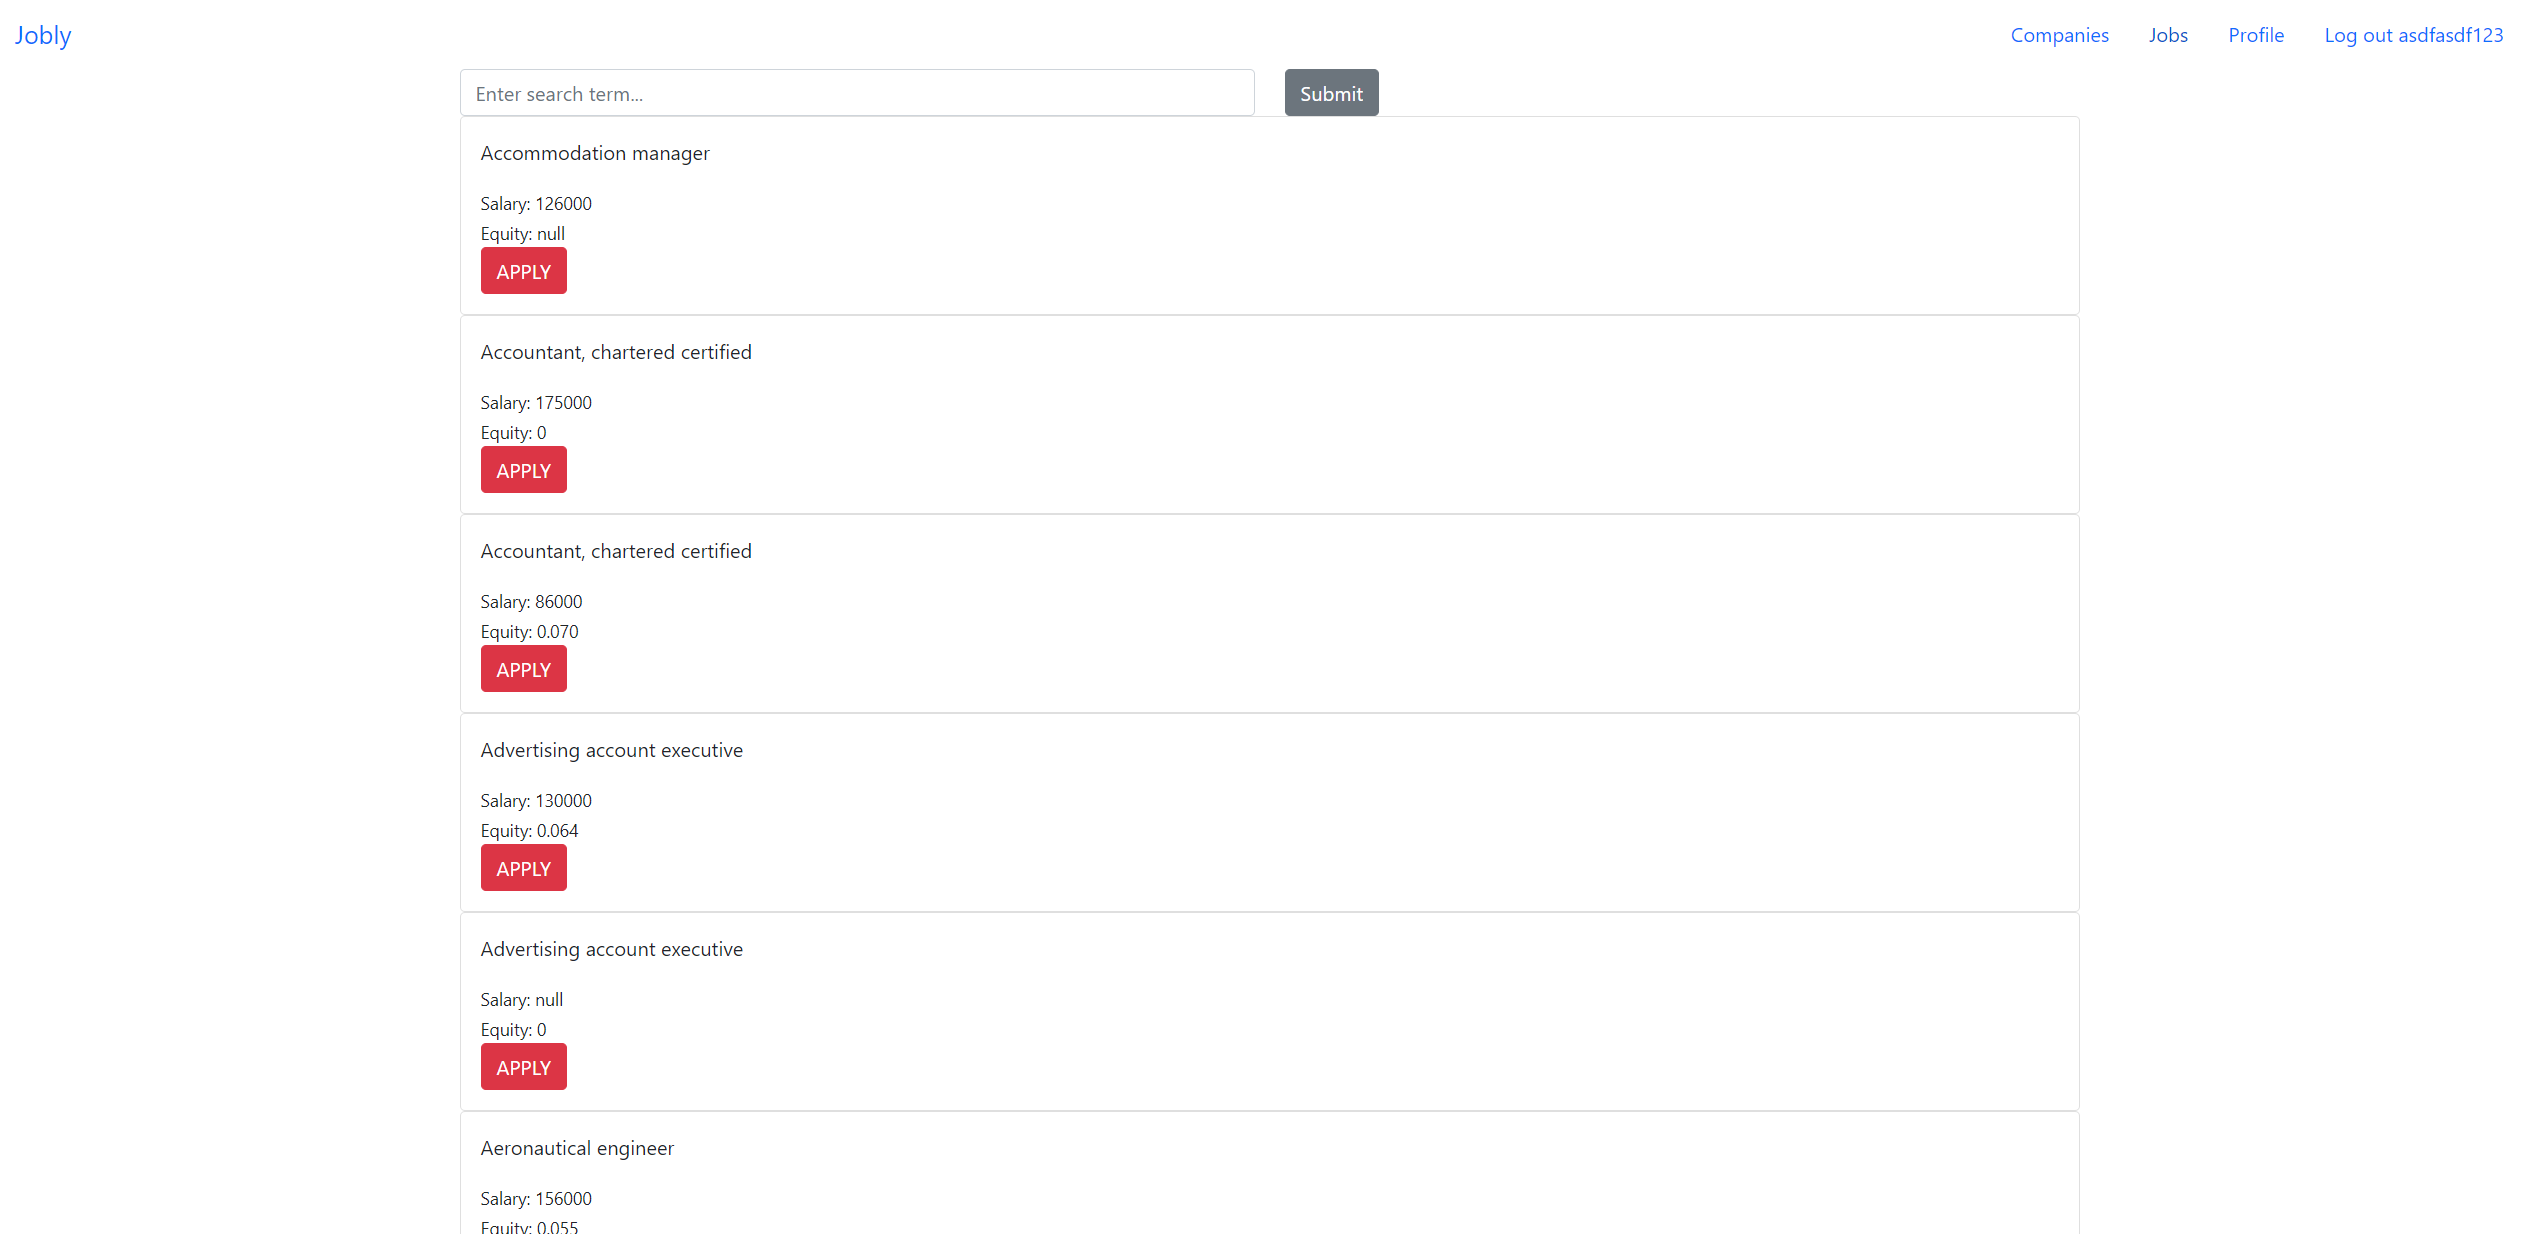 Jobly Companies Jobs Profile Log out asdfasdf123
Enter search term... Submit
Accommodation manager
Salary: 126000
Equity: null
APPLY
Accountant, chartered certified
Salary: 175000
Equity: 0
APPLY
Accountant, chartered certified
Salary: 86000
Equity: 0.070
APPLY
Advertising account executive
Salary: 130000
Equity: 0.064
APPLY
Advertising account executive
Salary: null
Equity: 0
APPLY
Aeronautical engineer
Salary: 156000
Equity: 0.055